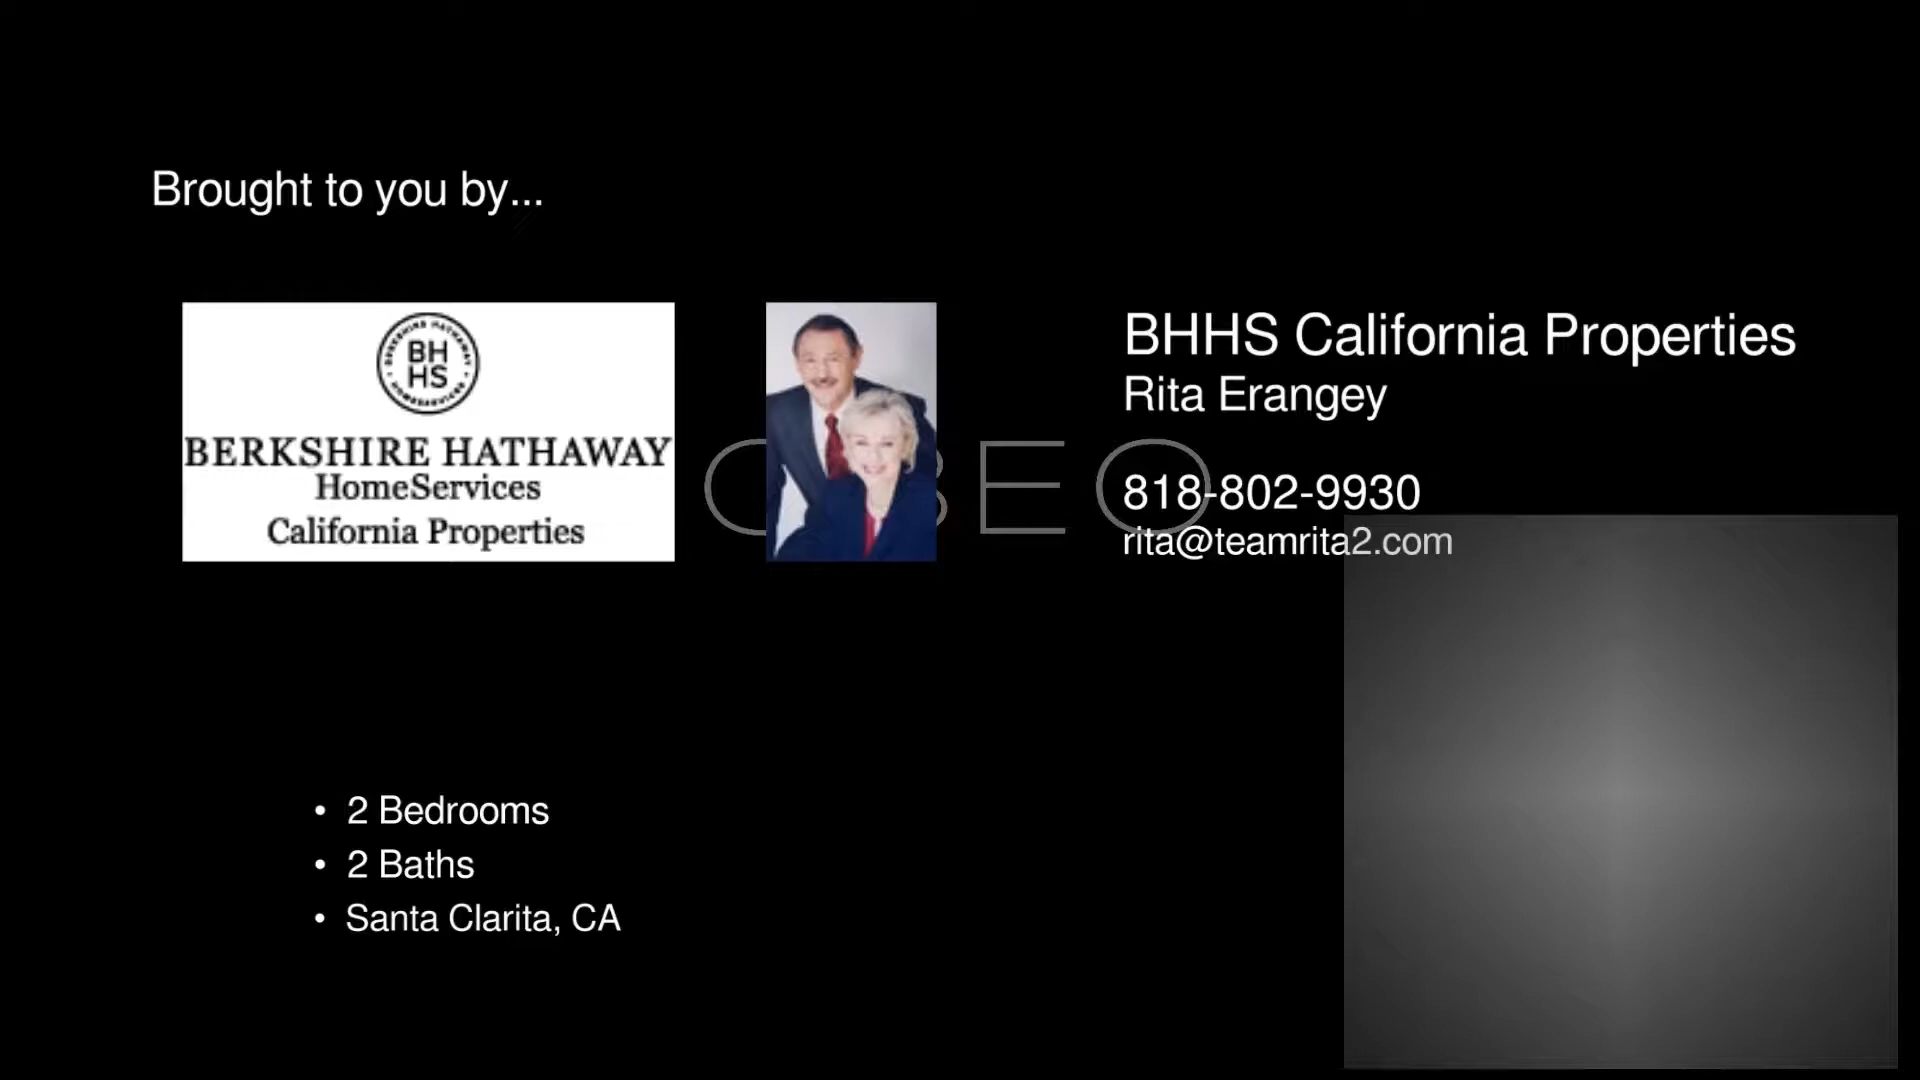 Brought to you by...
BH
HS
BERKSHIRE HATHAWAY
HomeServices
California Properties
BHHS California Properties
Rita Erangey
818-802-9930
rita@teamrita2.com
• 2 Bedrooms
• 2 Baths
• Santa Clarita, CA